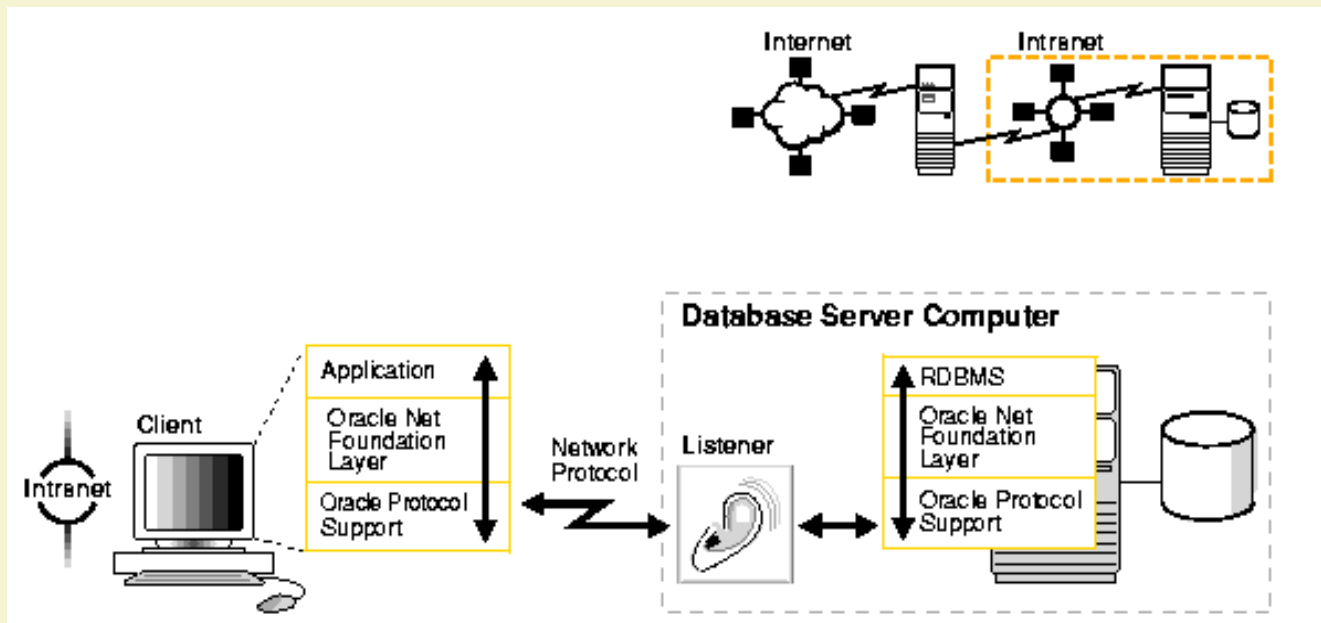 Internet
Intranet
Database Server Computer
Application
Oracle Net
Foundation
Layer
Oracle Protocol
Support
Client
Intranet
Network
Protocol
Listener
RDBMS
Oracle Net
Foundation
Layer
Oracle Protocol
Support